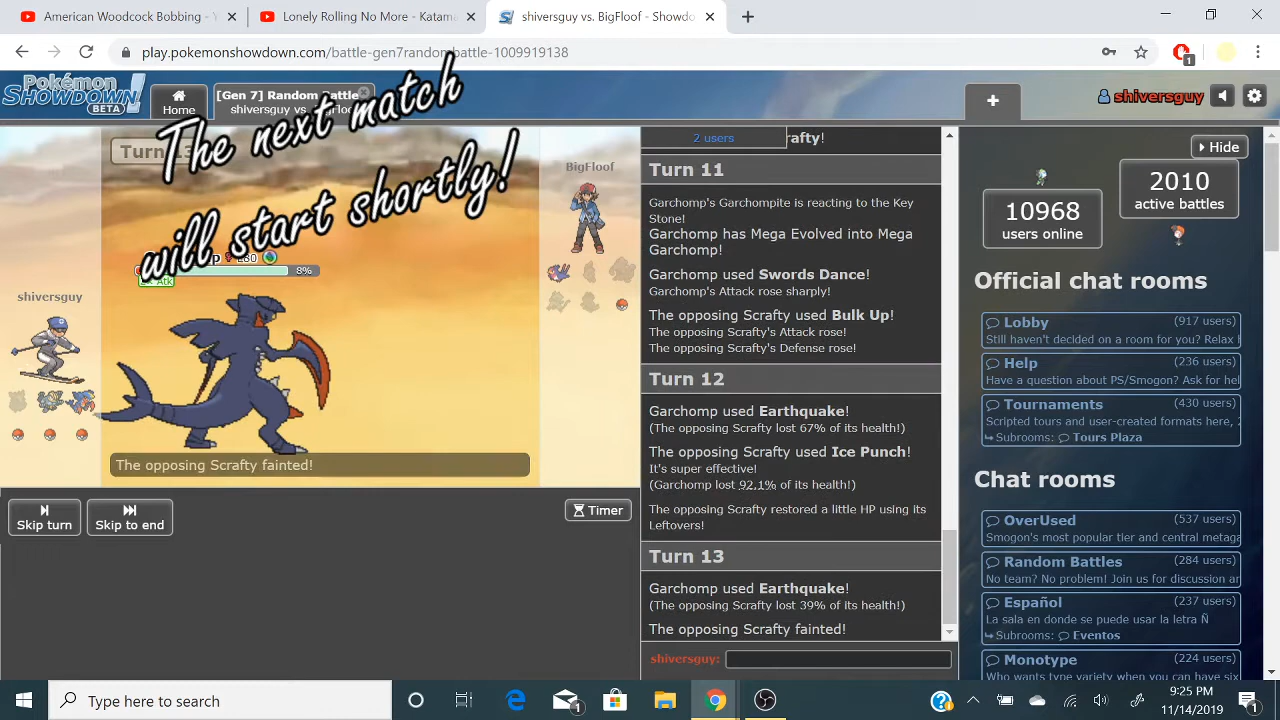 American Woodcock Bobbing - Y
Lonely Rolling No More - Katama
shiversguy vs. BigFloof - Showdo
play.pokemonshowdown.com/battle-gen7randombattle-1009919138
1
Pokémon
SHOWDOWN!
BETA
Home
[Gen 7] Random Battle
shiversguy vs.
shiversguy
Turn 13
The next match
will start shortly!
BigFloof
shiversguy
8%
Atk
The opposing Scrafty fainted!
Skip turn
Skip to end
Timer
2 users
rafty!
Turn 11
Garchomp's Garchompite is reacting to the Key
Stone!
Garchomp has Mega Evolved into Mega
Garchomp!
Garchomp used Swords Dance!
Garchomp's Attack rose sharply!
The opposing Scrafty used Bulk Up!
The opposing Scrafty's Attack rose!
The opposing Scrafty's Defense rose!
Turn 12
Garchomp used Earthquake!
(The opposing Scrafty lost 67% of its health!)
The opposing Scrafty used Ice Punch!
It's super effective!
(Garchomp lost 92.1% of its health!)
The opposing Scrafty restored a little HP using its
Leftovers!
Turn 13
Garchomp used Earthquake!
(The opposing Scrafty lost 39% of its health!)
The opposing Scrafty fainted!
shiversguy:
Hide
10968
users online
2010
active battles
Official chat rooms
Lobby (917 users)
Still haven't decided on a room for you? Relax
Help (236 users)
Have a question about PS/Smogon? Ask for hel
Tournaments (430 users)
Scripted tours and user-created formats here,
Subrooms: Tours Plaza
Chat rooms
OverUsed (537 users)
Smogon's most popular tier and central metaga
Random Battles (284 users)
No team? No problem! Join us for discussion ar
Español (237 users)
La sala en donde se puede usar la letra Ñ
Subrooms: Eventos
Monotype (224 users)
Who wants type variety when you can have six
Type here to search
1
9:25 PM
11/14/2019
1